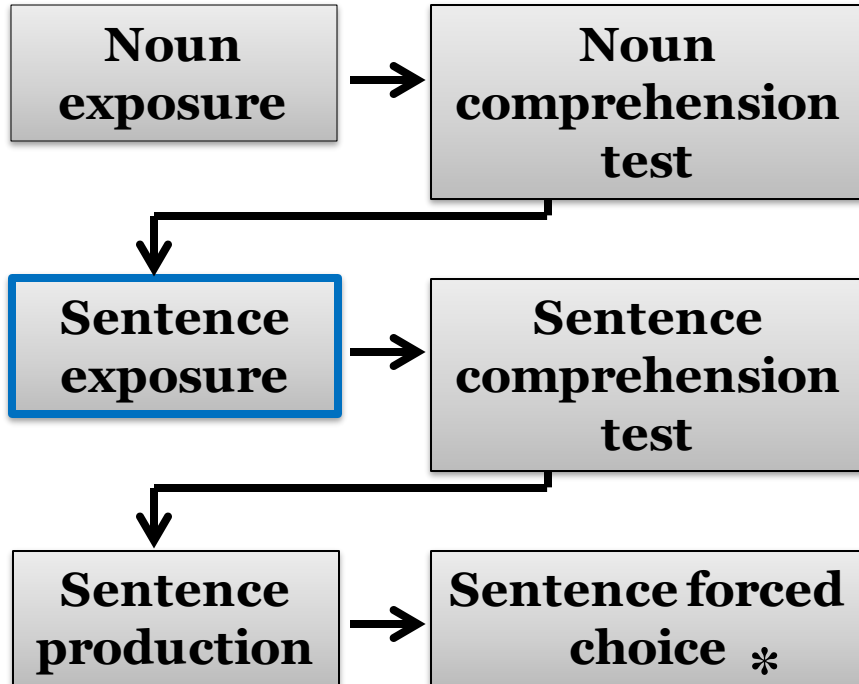 Noun
exposure
Noun
comprehension
test
Sentence
exposure
Sentence
comprehension
test
Sentence
production
Sentence forced
choice *